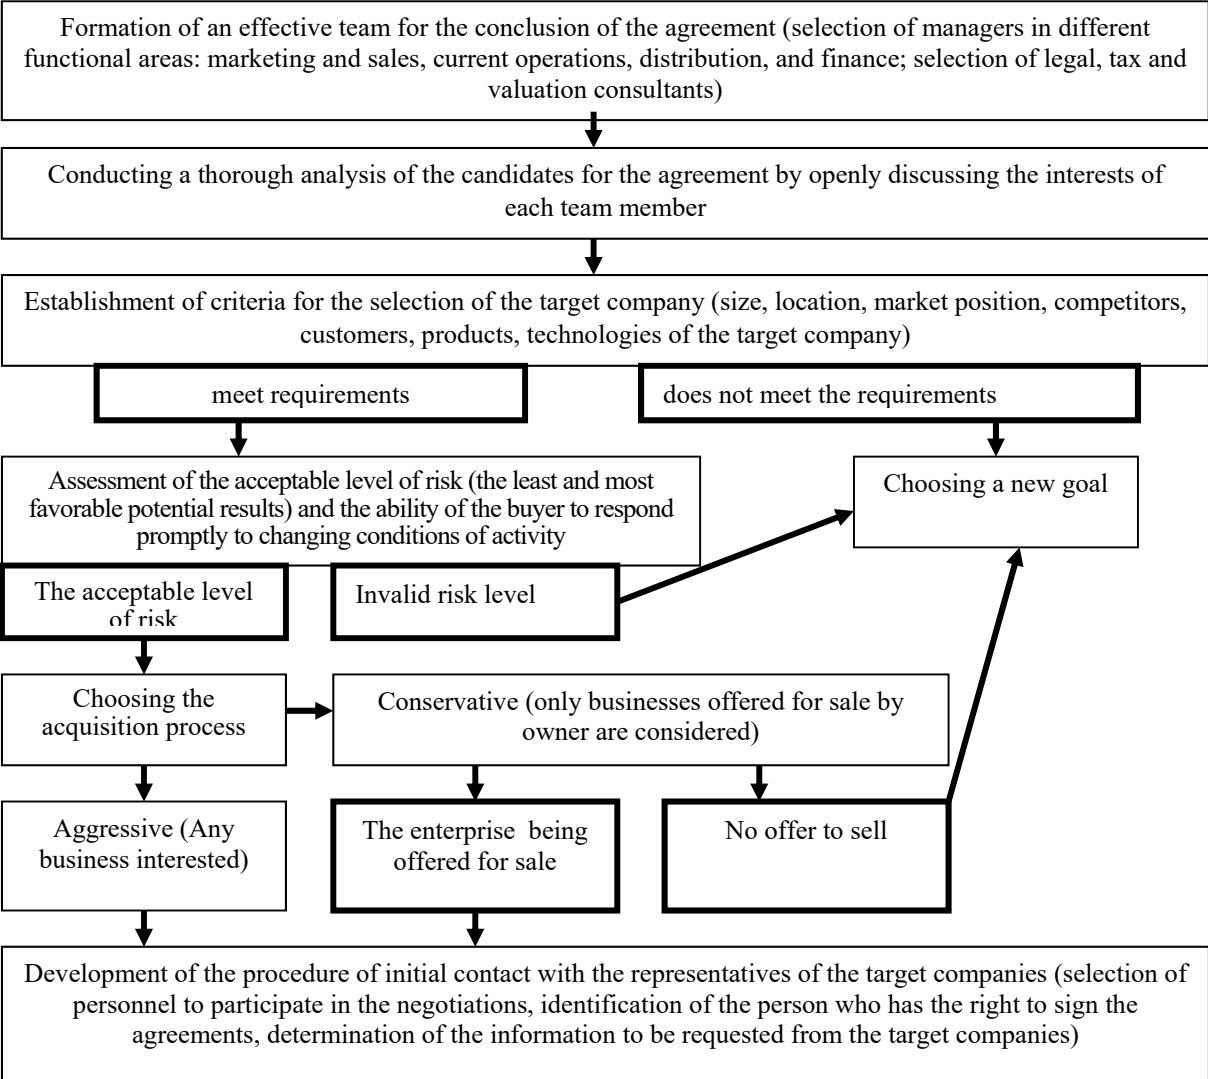 Formation of an effective team for the conclusion of the agreement (selection of managers in different
functional areas: marketing and sales, current operations, distribution, and finance; selection of legal, tax and
valuation consultants)
Conducting a thorough analysis of the candidates for the agreement by openly discussing the interests of
each team member
Establishment of criteria for the selection of the target company (size, location, market position, competitors,
customers, products, technologies of the target company)
meet requirements
does not meet the requirements
Assessment of the acceptable level of risk (the least and most
favorable potential results) and the ability of the buyer to respond
promptly to changing conditions of activity
Choosing a new goal
The acceptable level
of risk
Invalid risk level
Choosing the
acquisition process
Conservative (only businesses offered for sale by
owner are considered)
Aggressive (Any
business interested)
The enterprise being
offered for sale
No offer to sell
Development of the procedure of initial contact with the representatives of the target companies (selection of
personnel to participate in the negotiations, identification of the person who has the right to sign the
agreements, determination of the information to be requested from the target companies)